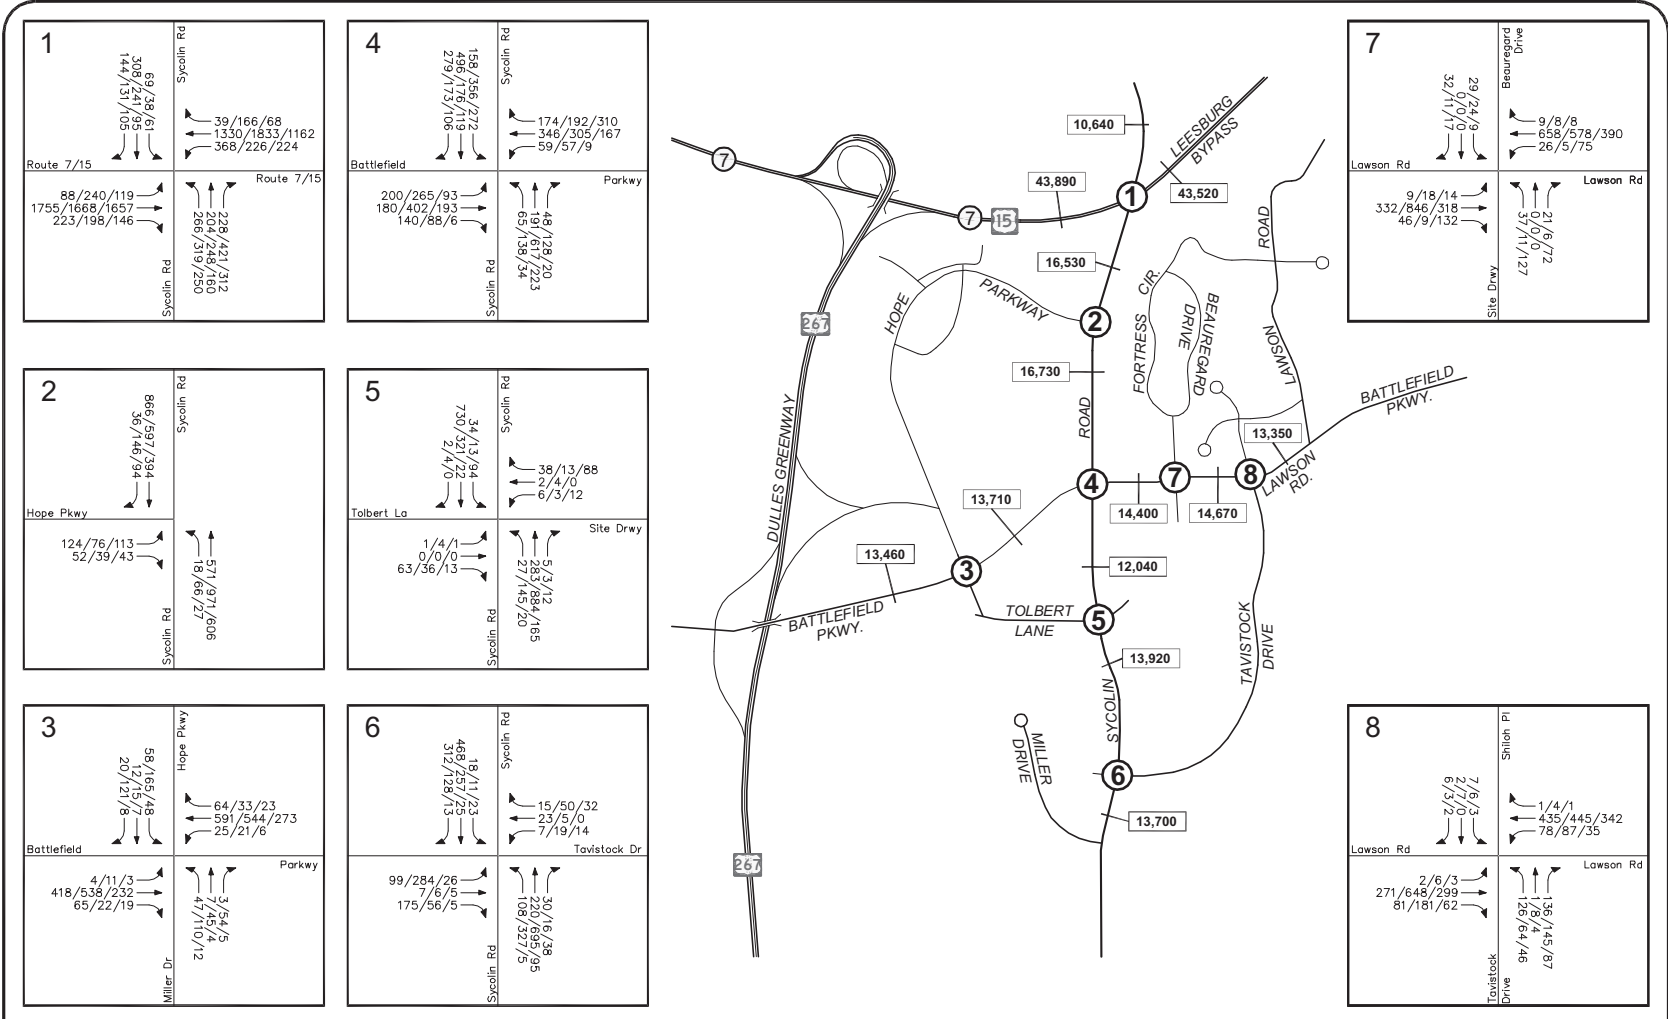 1
Sycolin Rd
69/38/61
308/241/95
144/131/105
39/166/68
1330/1833/1162
368/226/224
Route 7/15
Route 7/15
88/240/119
1755/1668/1657
223/198/146
228/421/312
204/248/160
266/319/250
Sycolin Rd
4
Sycolin Rd
158/356/272
496/176/119
279/173/106
174/192/310
346/305/167
59/57/9
Battlefield
Parkway
200/265/93
180/402/193
140/88/6
48/128/20
191/617/223
65/138/34
Sycolin Rd
7
Beauregard
Drive
29/24/9
0/0/0
32/11/17
9/8/8
658/578/390
26/5/75
Lawson Rd
Lawson Rd
9/18/14
332/846/318
46/9/132
21/6/72
0/0/0
37/11/127
Site Drwy
2
Sycolin Rd
866/597/394
36/146/94
Hope Pkwy
124/76/113
52/39/43
571/971/606
18/66/27
Sycolin Rd
5
Sycolin Rd
34/13/94
730/321/22
2/4/0
38/13/88
2/4/0
6/3/12
Tolbert La
Site Drwy
1/4/1
0/0/0
63/36/13
5/3/12
283/884/165
27/145/20
Sycolin Rd
3
Hope Pkwy
58/165/48
12/15/7
20/121/8
64/33/23
591/544/273
25/21/6
Battlefield
Parkwy
4/11/3
418/538/232
65/22/19
3/54/5
7/45/4
47/110/12
Miller Dr
6
Sycolin Rd
18/11/23
468/257/25
312/128/13
15/50/32
23/5/0
7/19/14
Tavistock Dr
99/284/26
7/6/5
175/56/5
30/16/38
220/695/95
108/327/5
Sycolin Rd
8
Shiloh Pl
7/6/3
2/7/0
6/3/2
1/4/1
435/445/342
78/87/35
Lawson Rd
Lawson Rd
2/6/3
271/648/299
81/181/62
136/145/87
1/8/4
126/64/46
Tavistock
Drive
10,640
LEESBURG
BYPASS
7
43,890
1
43,520
7
15
ROAD
16,530
CIR.
PARKWAY
HOPE
2
267
FORTRESS
BEAUREGARD
DRIVE
LAWSON
16,730
BATTLEFIELD
PKWY.
ROAD
DULLES GREENWAY
13,350
4
7
8
LAWSON
RD.
13,710
14,400
14,670
13,460
3
12,040
BATTLEFIELD
PKWY.
TOLBERT
LANE
5
TAVISTOCK
DRIVE
13,920
SYCOLIN
MILLER
DRIVE
6
13,700
267